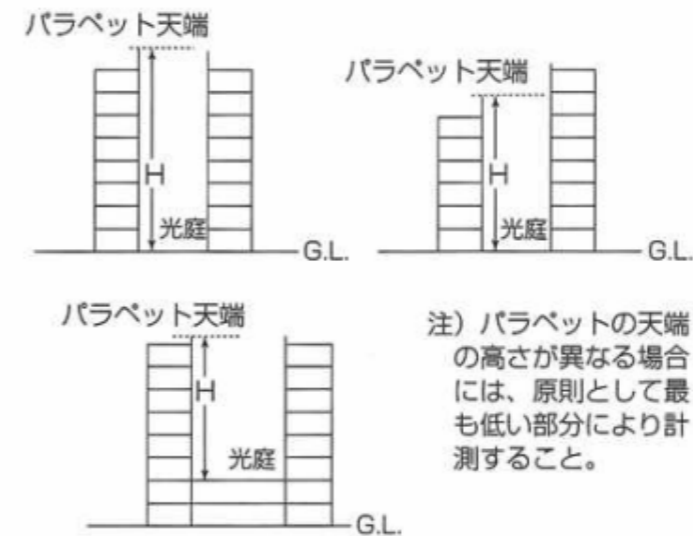 パラペット天端
H
光庭
G.L.
パラペット天端
H
光庭
G.L.
パラペット天端
H
光庭
G.L.
注）パラペットの天端
の高さが異なる場合
には、原則として最
も低い部分により計
測すること。